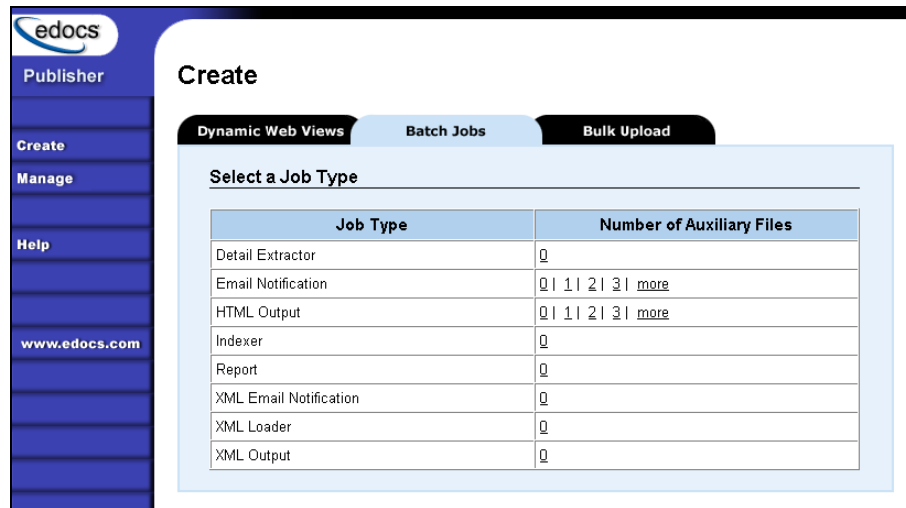 edocs
Publisher
Create
Manage
Help
www.edocs.com
Create
Dynamic Web Views Batch Jobs Bulk Upload
Select a Job Type
Job Type Number of Auxiliary Files
Detail Extractor 0
Email Notification 0 | 1 | 2 | 3 | more
HTML Output 0 | 1 | 2 | 3 | more
Indexer 0
Report 0
XML Email Notification 0
XML Loader 0
XML Output 0